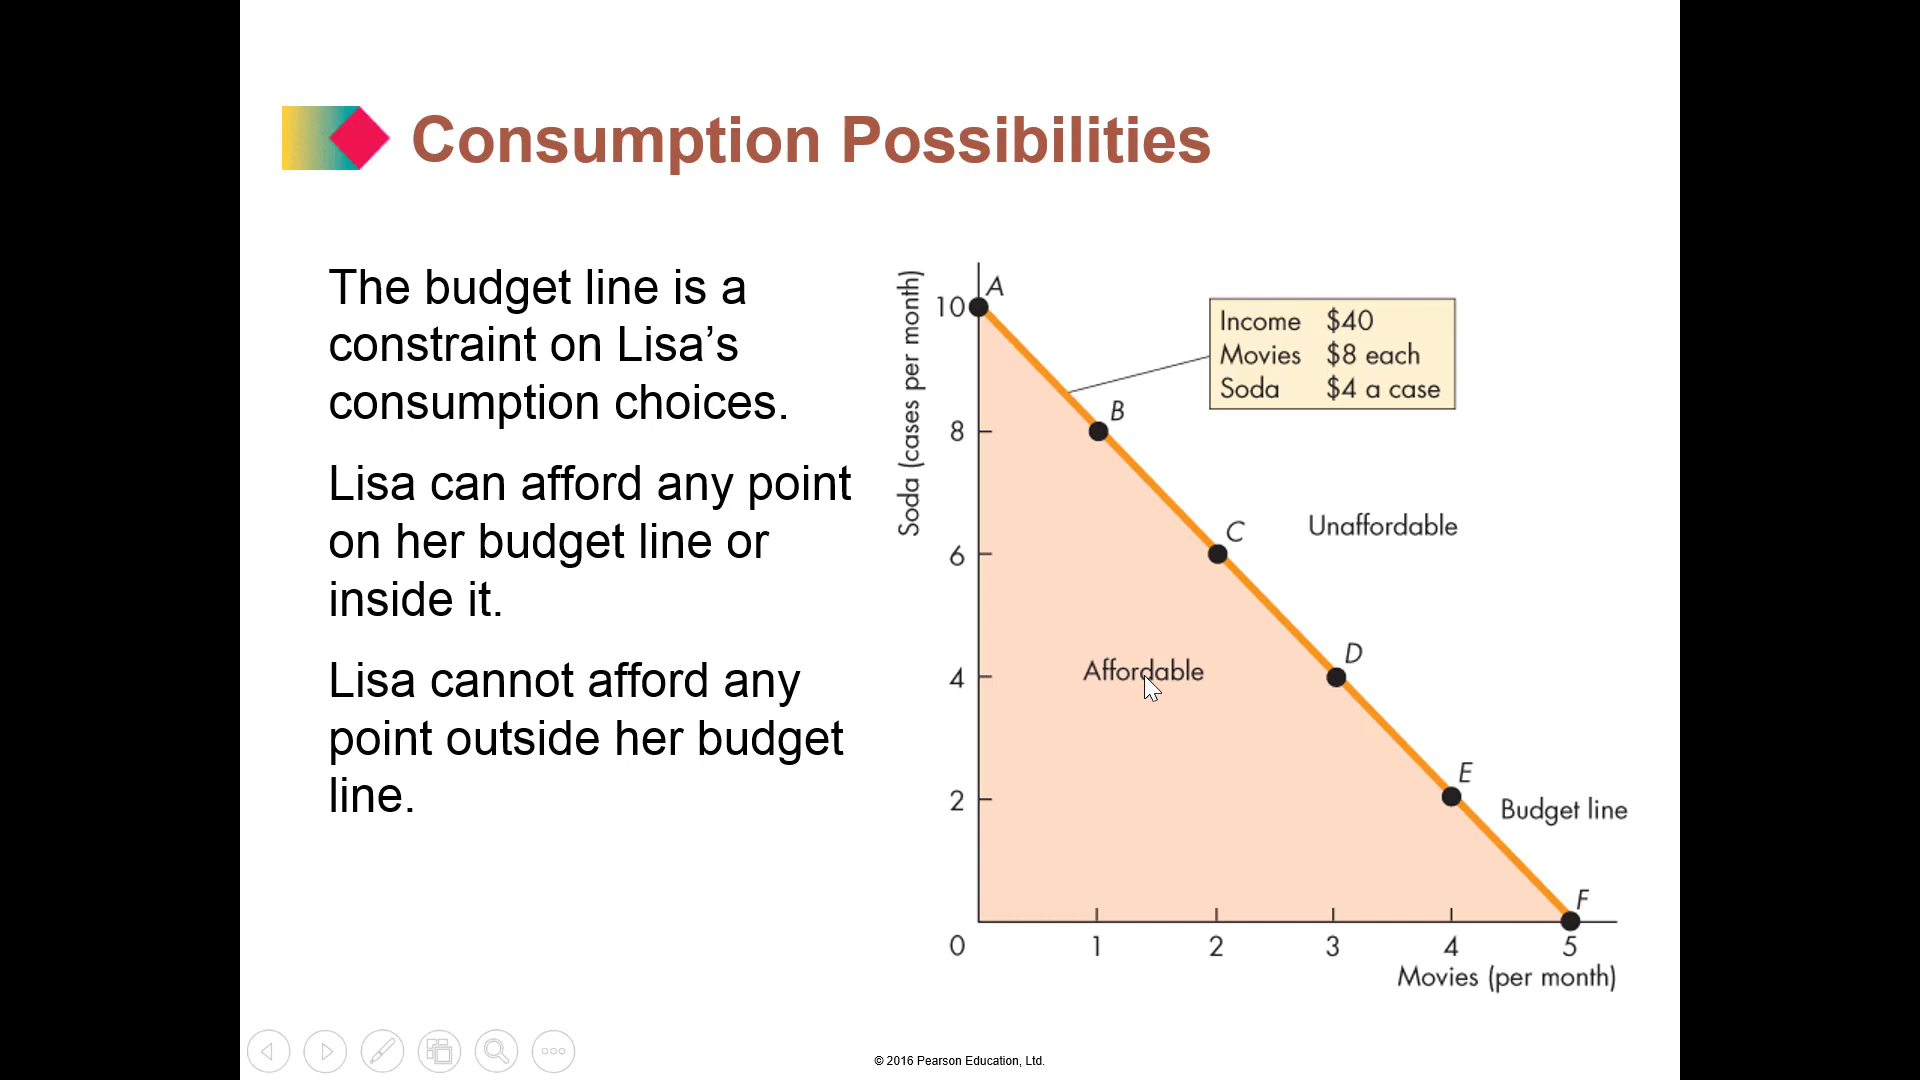 Consumption Possibilities
The budget line is a
constraint on Lisa’s
consumption choices.
Lisa can afford any point
on her budget line or
inside it.
Lisa cannot afford any
point outside her budget
line.
Soda (cases per month)
10
8
6
4
2
0
1
2
3
4
5
Movies (per month)
A
B
C
D
E
F
Income $40
Movies $8 each
Soda $4 a case
Unaffordable
Affordable
Budget line
© 2016 Pearson Education, Ltd.